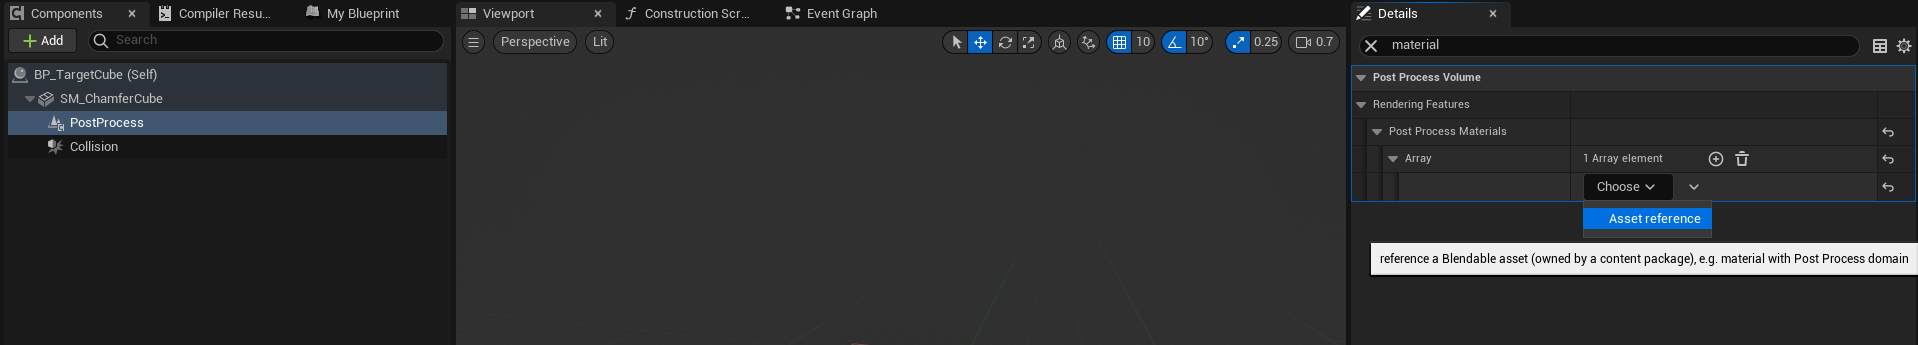 Components
Compiler Resu...
My Blueprint
Viewport
Construction Scr...
Event Graph
Details
Add
Search
Perspective
Lit
10
10°
0.25
0.7
material
BP_TargetCube (Self)
SM_ChamferCube
PostProcess
Collision
Post Process Volume
Rendering Features
Post Process Materials
Array
1 Array element
Choose
Asset reference
reference a Blendable asset (owned by a content package), e.g. material with Post Process domain